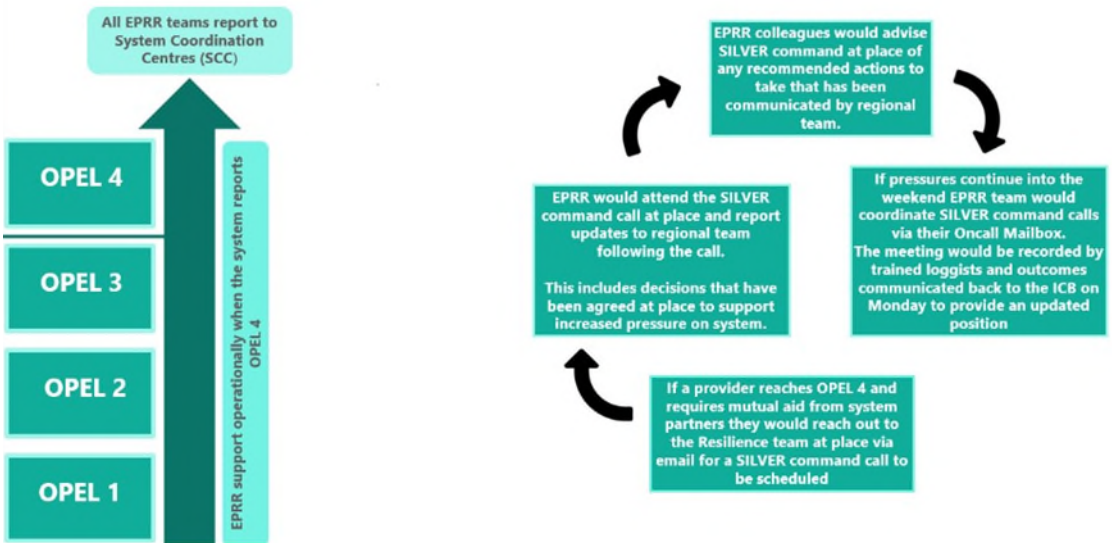 All EPRR teams report to
System Coordination
Centres (SCC)
OPEL 4
OPEL 3
OPEL 2
OPEL 1
EPRR support operationally when the system reports
OPEL 4
EPRR colleagues would advise
SILVER command at place of
any recommended actions to
take that has been
communicated by regional
team.
If pressures continue into the
weekend EPRR team would
coordinate SILVER command calls
via their Oncall Mailbox.
The meeting would be recorded by
trained loggists and outcomes
communicated back to the ICB on
Monday to provide an updated
position
EPRR would attend the SILVER
command call at place and report
updates to regional team
following the call.
This includes decisions that have
been agreed at place to support
increased pressure on system.
If a provider reaches OPEL 4 and
requires mutual aid from system
partners they would reach out to
the Resilience team at place via
email for a SILVER command call to
be scheduled